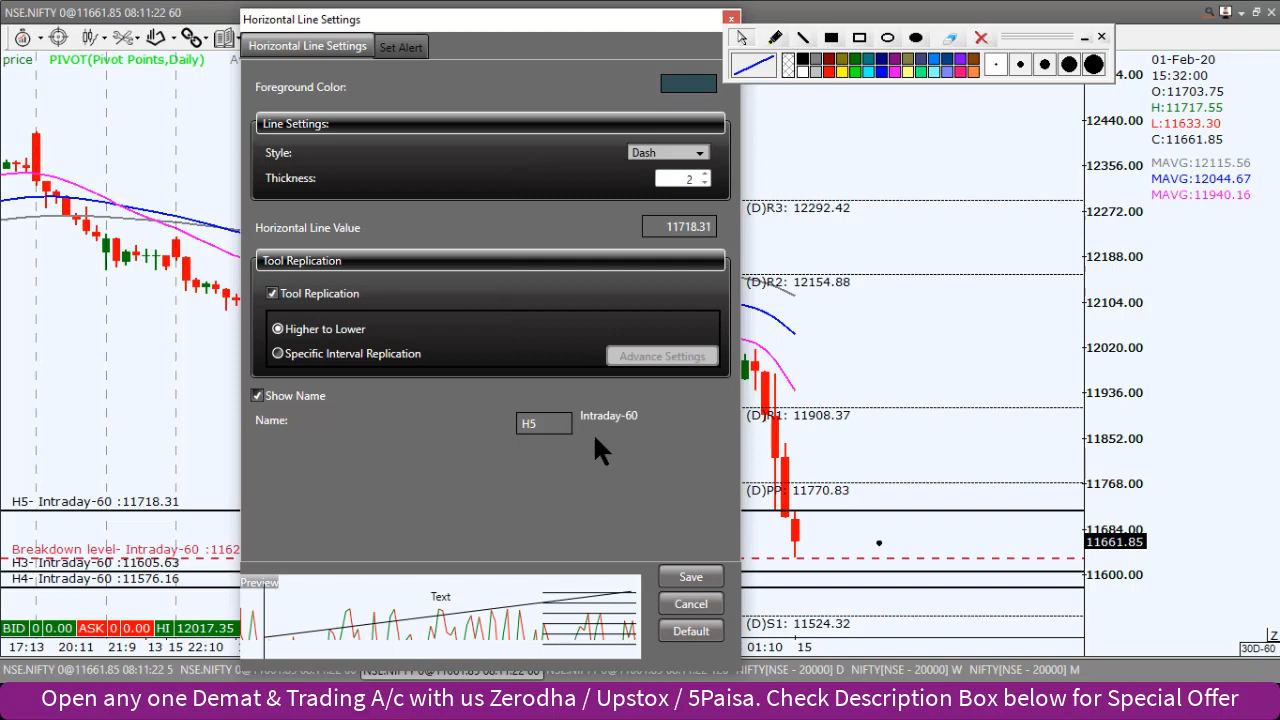 NSE.NIFTY 0@11661.85 08:11:22 60
Horizontal Line Settings
x
price
PIVOT(Pivot Points,Daily)
A
Horizontal Line Settings
Set Alert
Foreground Color:
Line Settings:
Style:
Dash
Thickness:
2
Horizontal Line Value
11718.31
Tool Replication
Tool Replication
Higher to Lower
Specific Interval Replication
Advance Settings
Show Name
Name:
H5
Intraday-60
Preview
Text
Save
Cancel
Default
H5- Intraday-60 :11718.31
Breakdown level- Intraday-60 :1162
H3- Intraday-60 :11605.63
H4- Intraday-60 :11576.16
BID 0 0.00 ASK 0 0.00 HI 12017.35
17:13 20:11 21:9 13 15 22:10
01:10 15
(D)R3: 12292.42
(D)R2: 12154.88
(D)R1: 11908.37
(D)PP: 11770.83
(D)S1: 11524.32
4.00
12440.00
12356.00
12272.00
12188.00
12104.00
12020.00
11936.00
11852.00
11768.00
11684.00
11661.85
11600.00
01-Feb-20
15:32:00
O:11703.75
H:11717.55
L:11633.30
C:11661.85
MAVG:12115.56
MAVG:12044.67
MAVG:11940.16
Z
30D-60
NSE.NIFTY 0@11661.85 08:11:22 5
NIFTY[NSE - 20000] D
NIFTY[NSE - 20000] W
NIFTY[NSE - 20000] M
Open any one Demat & Trading A/c with us Zerodha / Upstox / 5Paisa. Check Description Box below for Special Offer